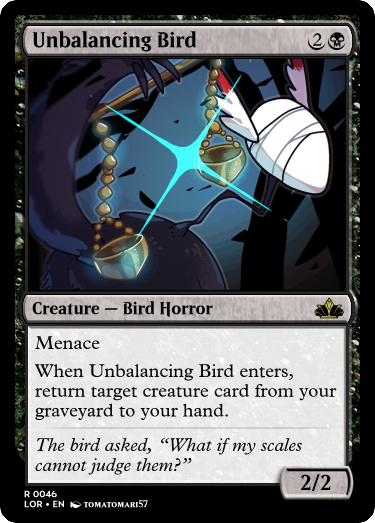 Unbalancing Bird 2
Creature — Bird Horror
Menace
When Unbalancing Bird enters,
return target creature card from your
graveyard to your hand.
The bird asked, “What if my scales
cannot judge them?”
2/2
R 0046
LOR • EN TOMATOMARI57